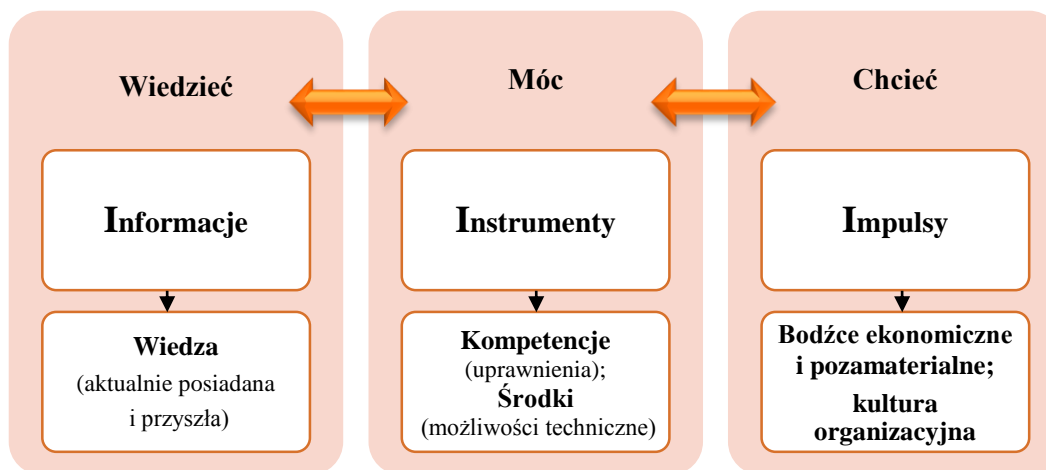 Wiedzieć
Informacje
Wiedza
(aktualnie posiadana
i przyszła)
Móc
Instrumenty
Kompetencje
(uprawnienia);
Środki
(możliwości techniczne)
Chcieć
Impulsy
Bodźce ekonomiczne
i pozamaterialne;
kultura
organizacyjna